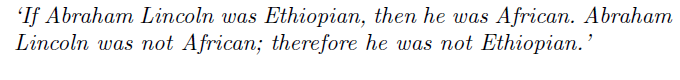 ‘If Abraham Lincoln was Ethiopian, then he was African. Abraham
Lincoln was not African; therefore he was not Ethiopian.’